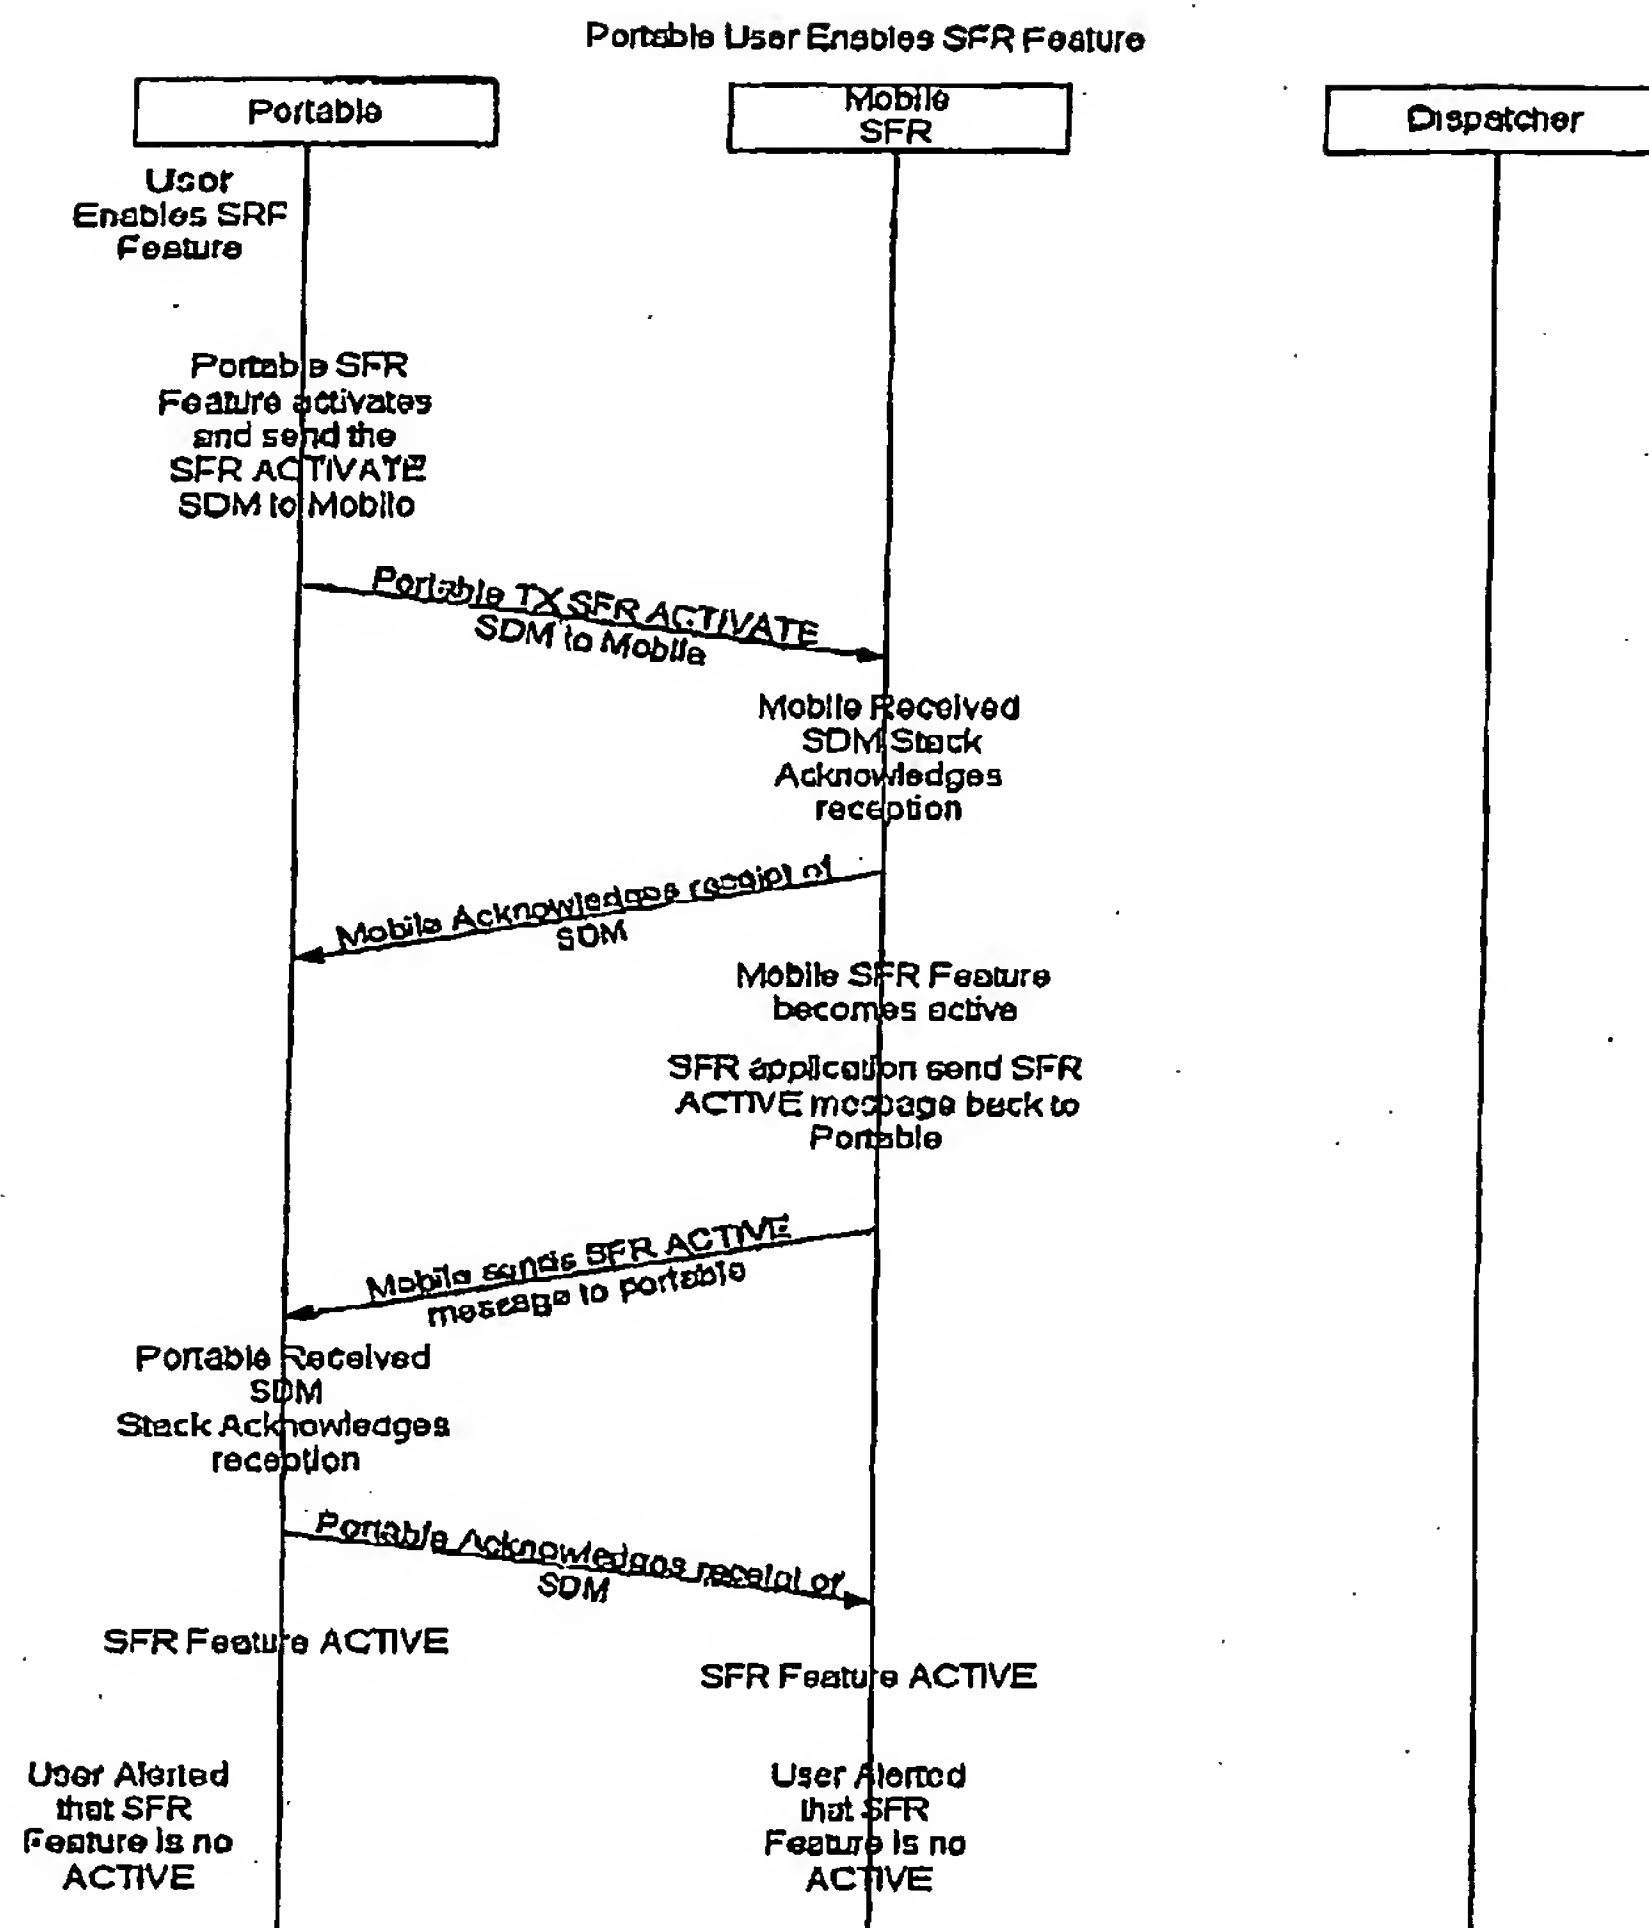 Portable User Enables SFR Feature
Portable
Mobile
SFR
Dispatcher
User
Enables SRF
Feature
Portable SFR
Feature activates
and send the
SFR ACTIVATE
SDM to Mobile
Portable TX SFR ACTIVATE
SDM to Mobile
Mobile Received
SDM Stack
Acknowledges
reception
Mobile Acknowledges receipt of
SDM
Mobile SFR Feature
becomes active
SFR application send SFR
ACTIVE message back to
Portable
Mobile sends SFR ACTIVE
message to portable
Portable Received
SDM
Stack Acknowledges
reception
Portable Acknowledges receipt of
SDM
SFR Feature ACTIVE
SFR Feature ACTIVE
User Alerted
that SFR
Feature is no
ACTIVE
User Alerted
that SFR
Feature is no
ACTIVE